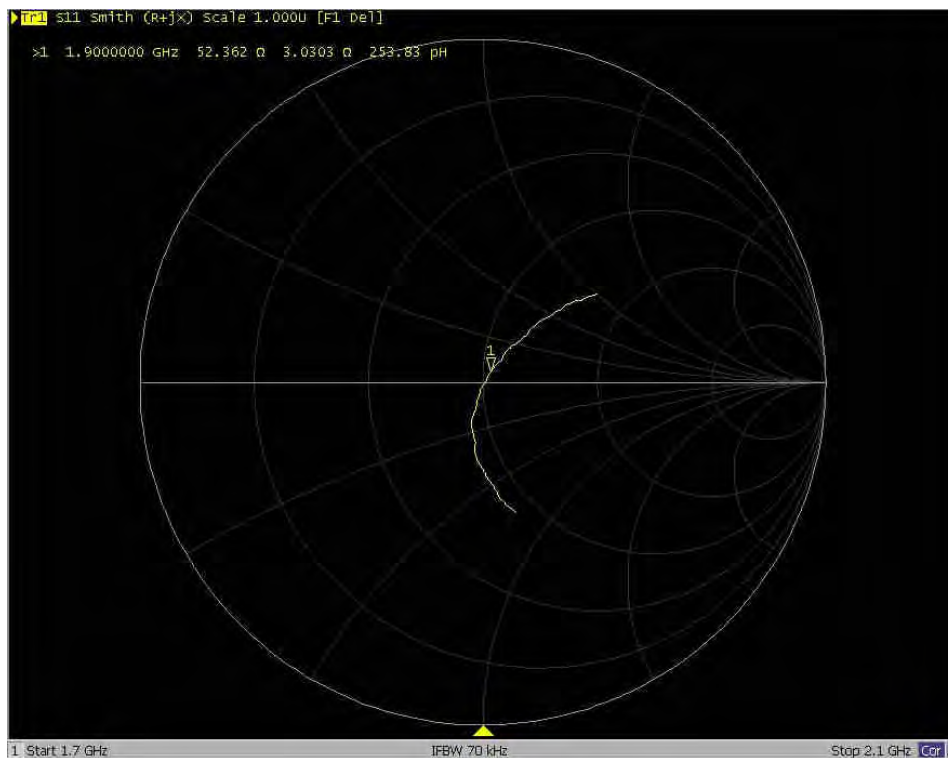 Tr1 S11 Smith (R+jX) Scale 1.000U [F1 Del]
>1 1.9000000 GHz 52.362 Ω 3.0303 Ω 253.83 pH
1
1 Start 1.7 GHz IFBW 70 kHz Stop 2.1 GHz Cor